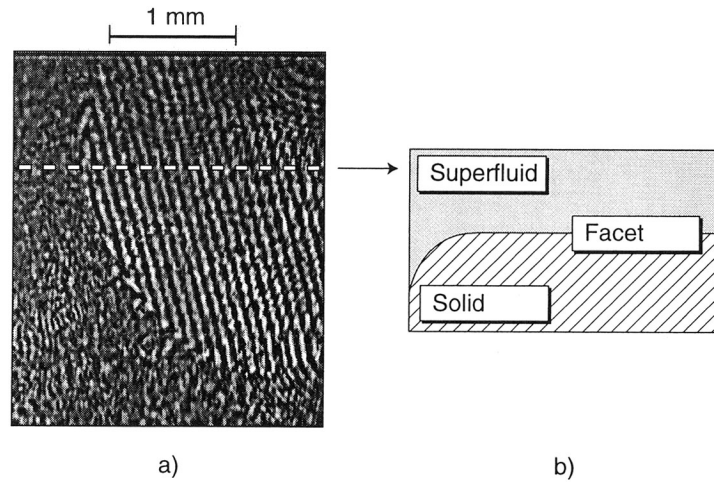 1 mm
Superfluid
Facet
Solid
a)
b)